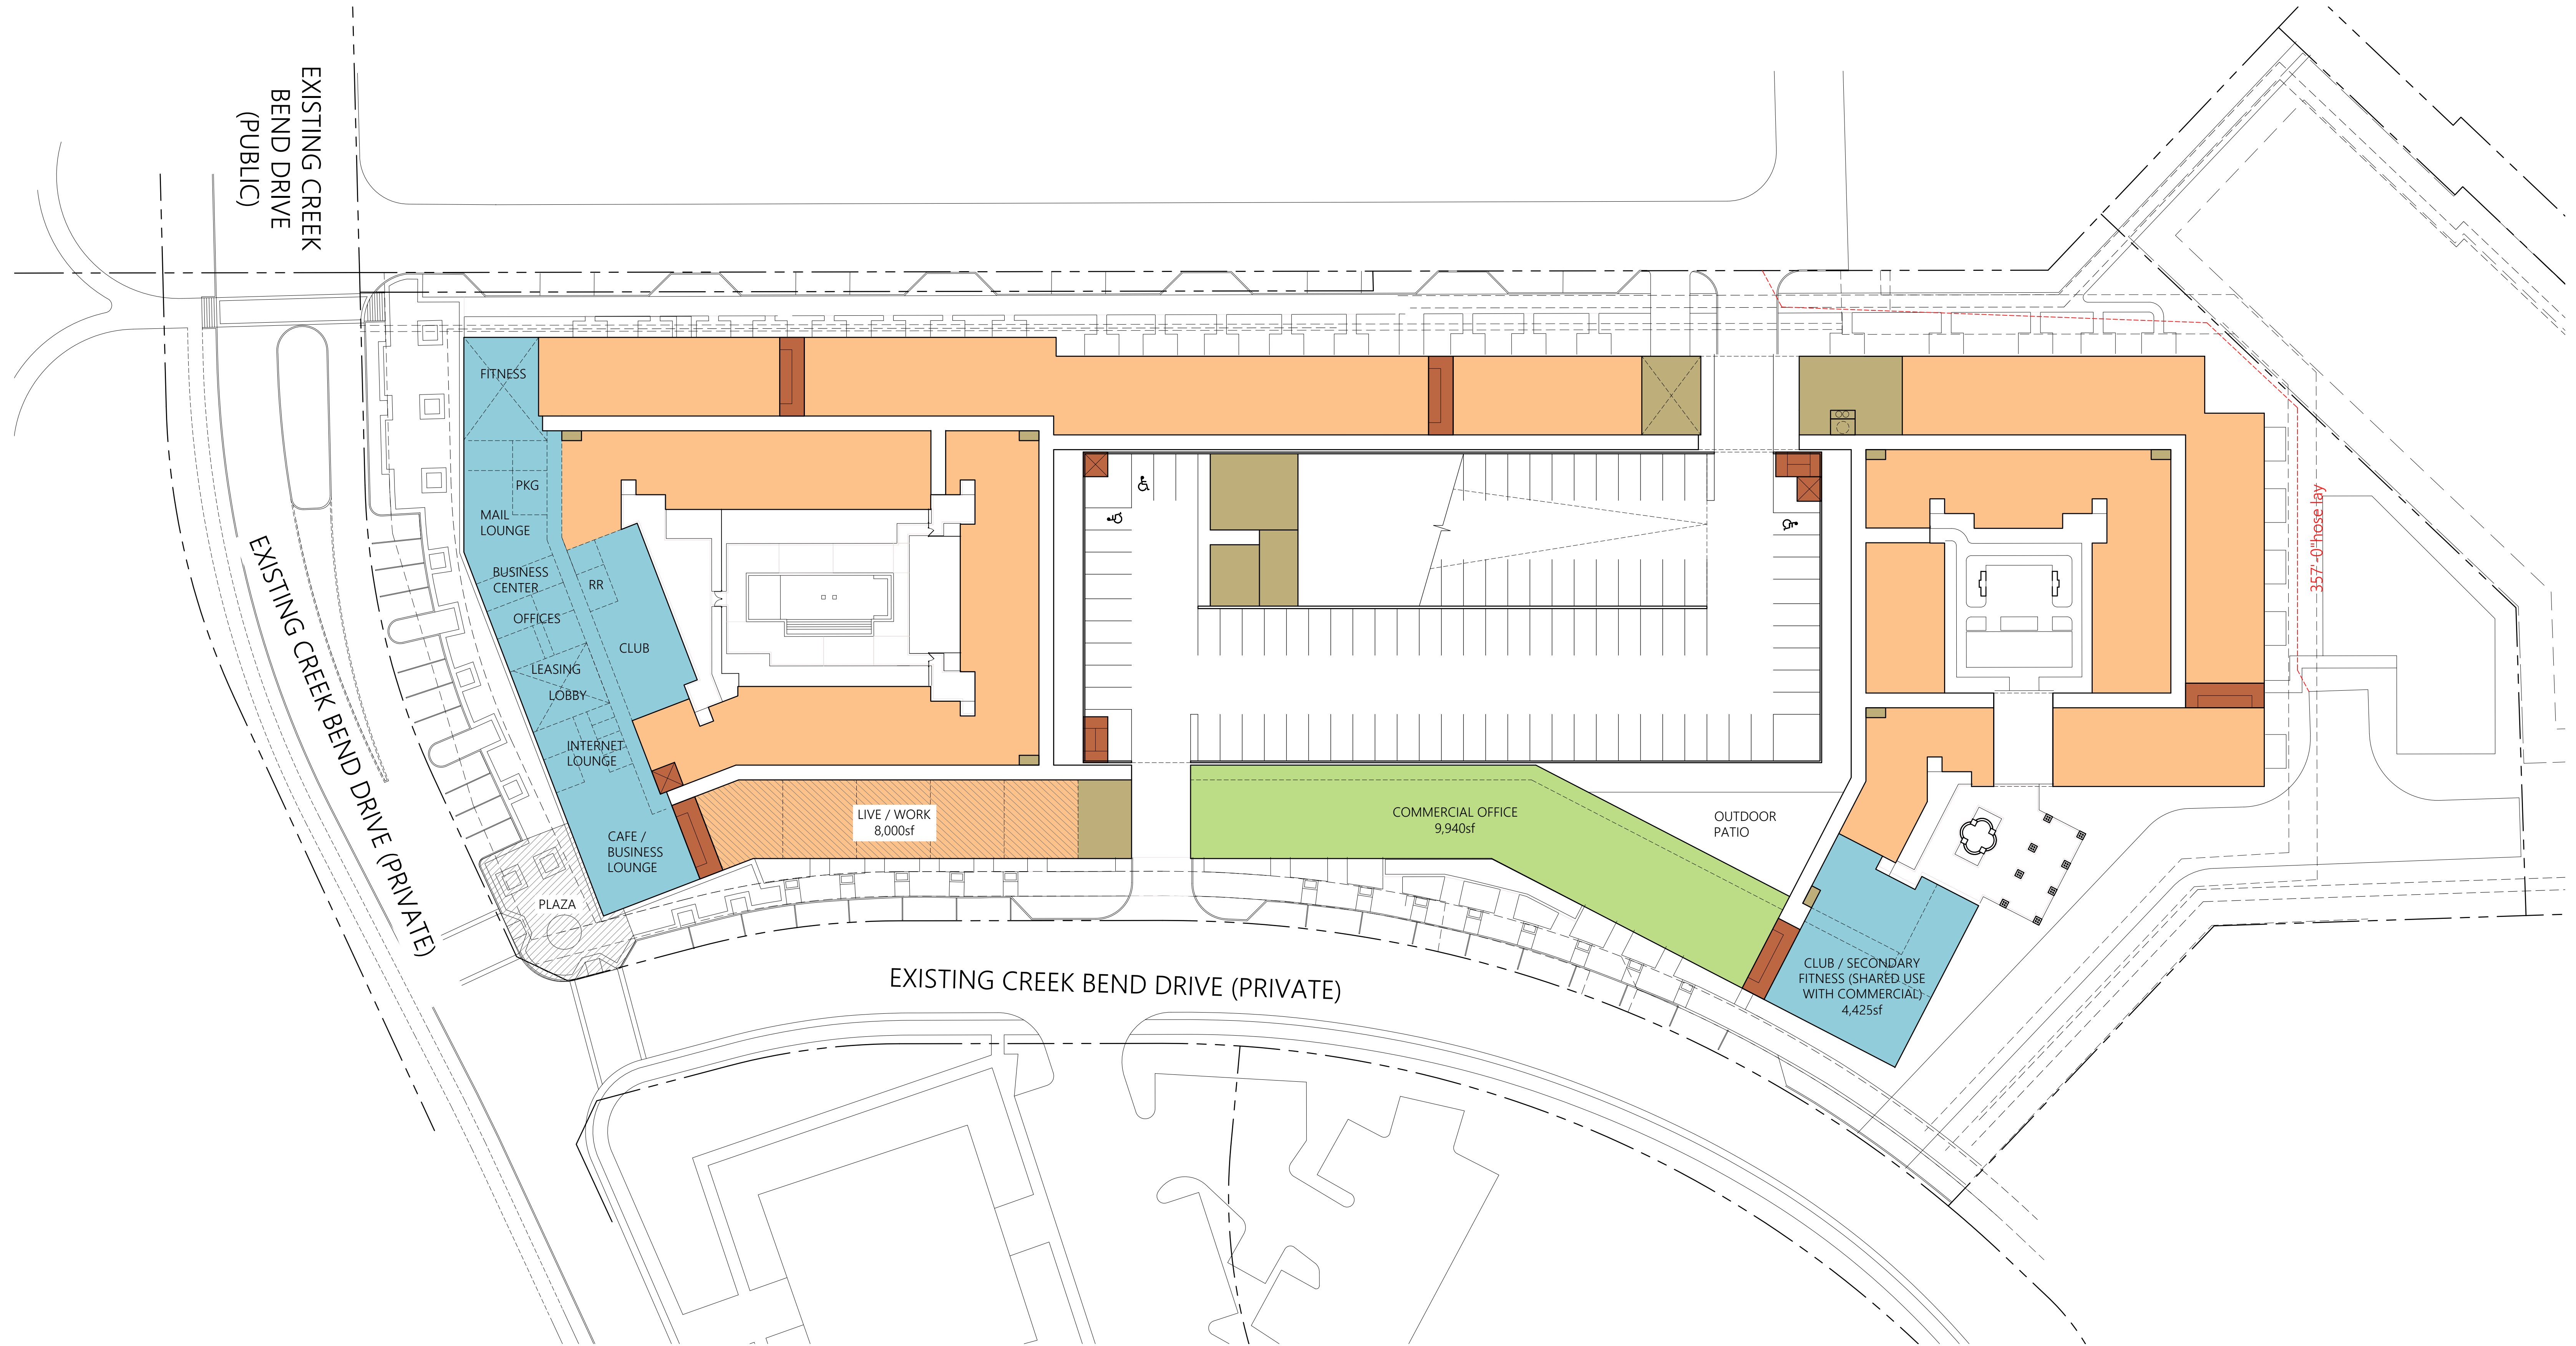 EXISTING CREEK
BEND DRIVE
(PUBLIC)
FITNESS
PKG
MAIL
LOUNGE
BUSINESS
CENTER
RR
OFFICES
CLUB
LEASING
LOBBY
INTERNET
LOUNGE
CAFE /
BUSINESS
LOUNGE
PLAZA
EXISTING CREEK BEND DRIVE (PRIVATE)
LIVE / WORK
8,000sf
COMMERCIAL OFFICE
9,940sf
OUTDOOR
PATIO
357'-0"hose lay
CLUB / SECONDARY
FITNESS (SHARED USE
WITH COMMERCIAL)
4,425sf
EXISTING CREEK BEND DRIVE (PRIVATE)